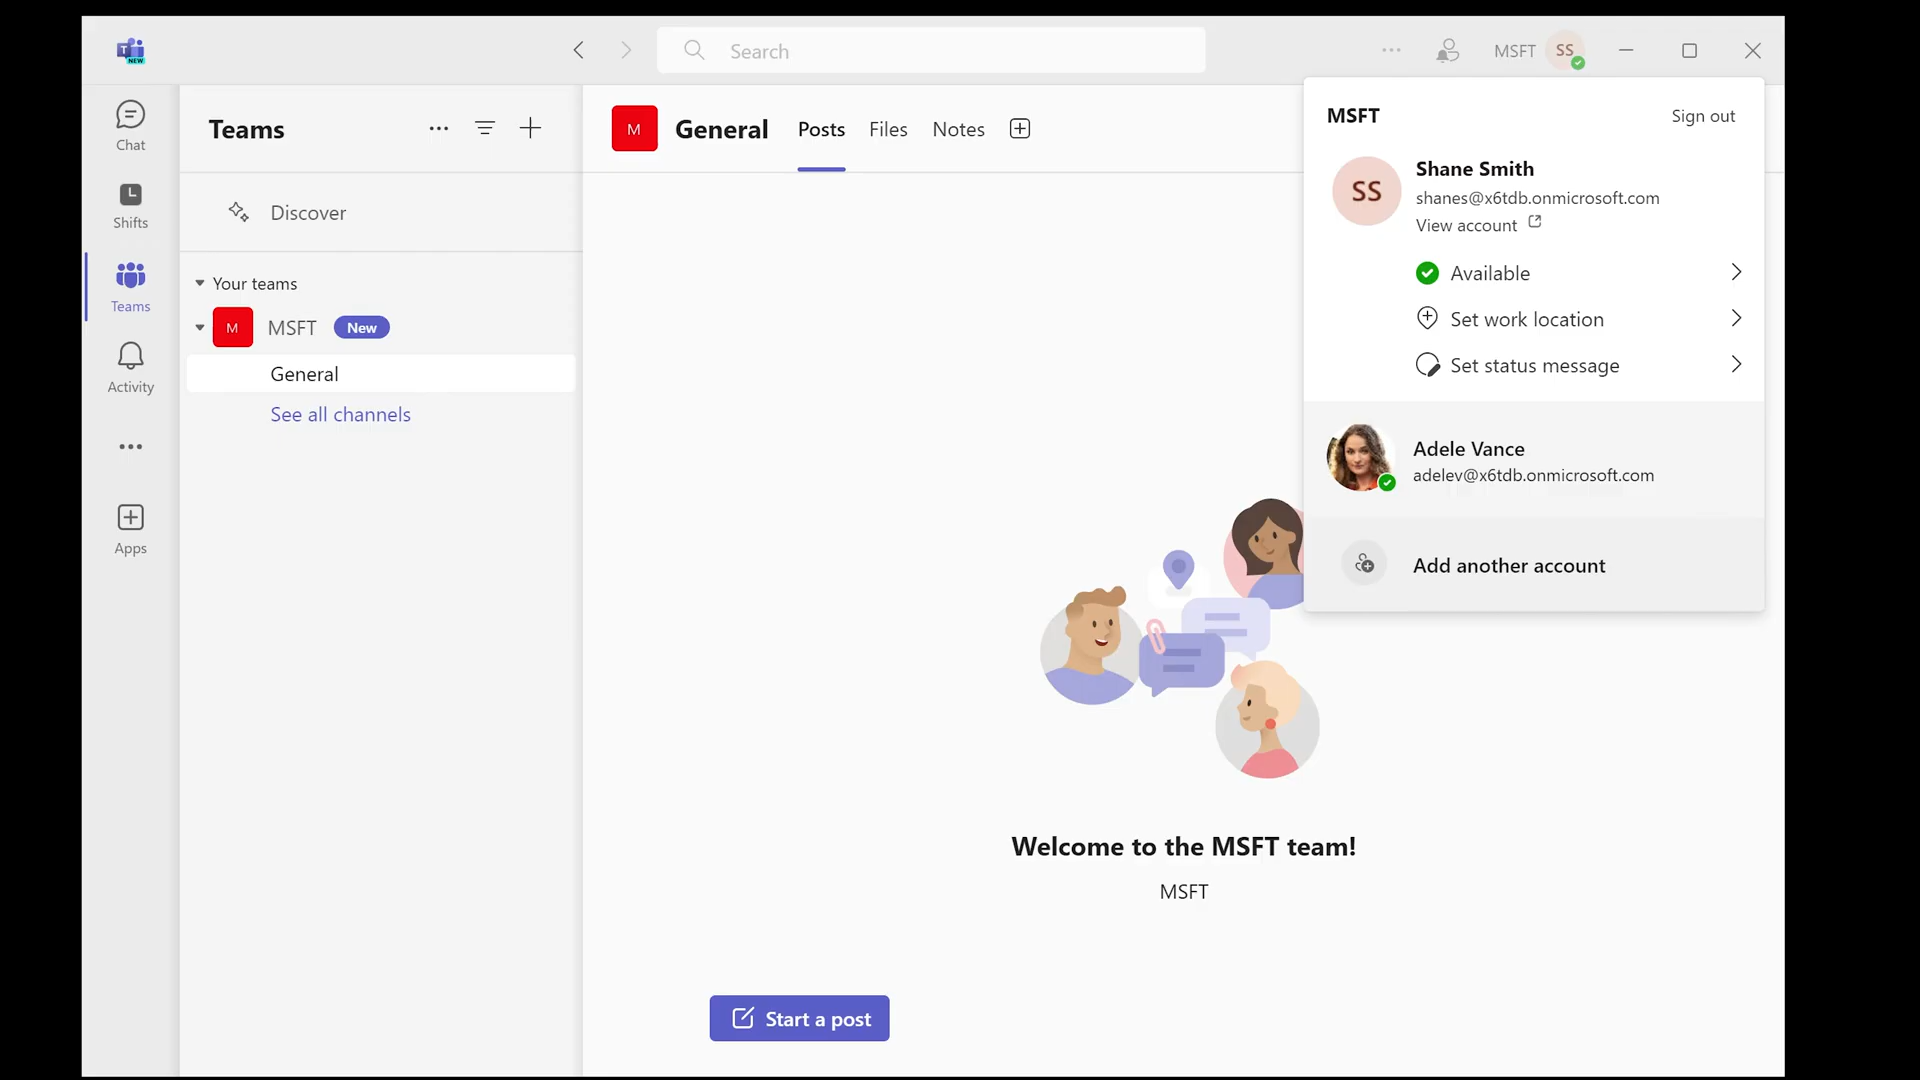 T NEW
Search
MSFT SS
Chat
Shifts
Teams
Activity
Apps
Teams
Discover
Your teams
M MSFT New
General
See all channels
M General Posts Files Notes
Welcome to the MSFT team!
MSFT
Start a post
MSFT Sign out
SS
Shane Smith
shanes@x6tdb.onmicrosoft.com
View account
Available
Set work location
Set status message
Adele Vance
adelev@x6tdb.onmicrosoft.com
Add another account